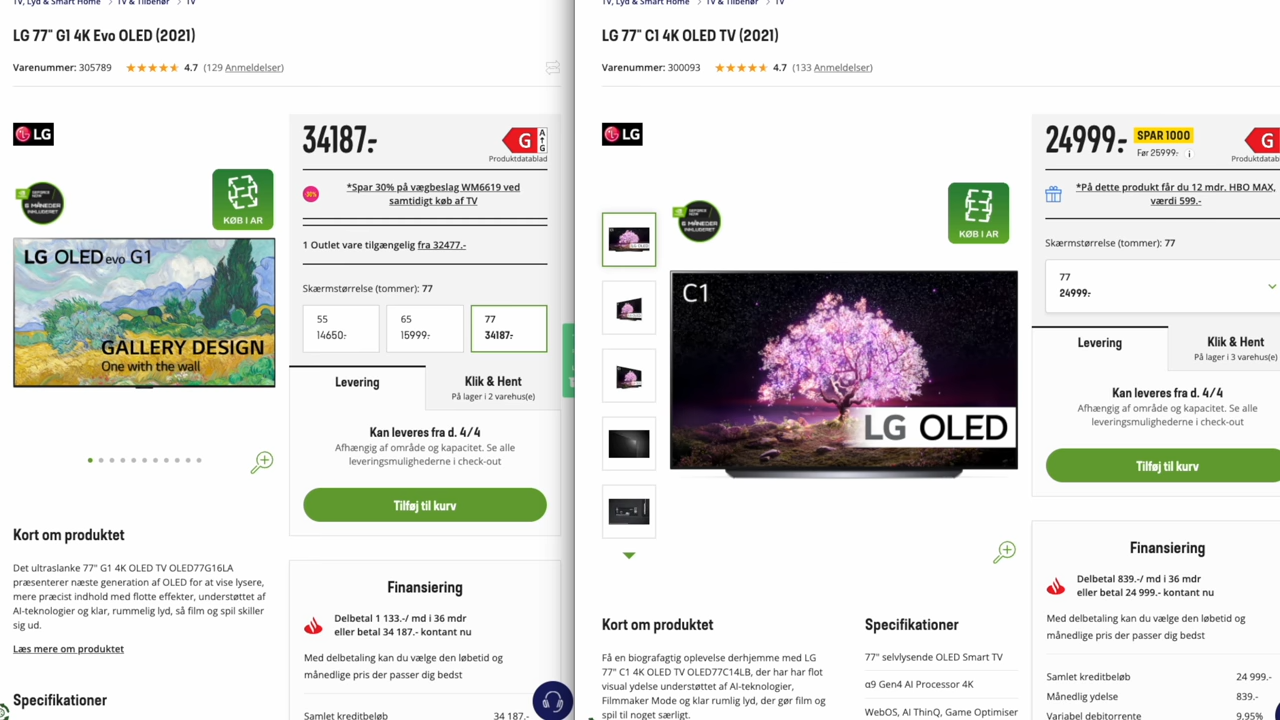 TV, Lyd & Smart Home > TV & Tilbehør > TV
LG 77" G1 4K Evo OLED (2021)
Varenummer: 305789 4.7 (129 Anmeldelser)
LG
6 MÅNEDER
INKLUDERET
KØB I AR
LG OLED evo G1
GALLERY DESIGN
One with the wall
Kort om produktet
Det ultraslanke 77" G1 4K OLED TV OLED77G16LA
præsenterer næste generation af OLED for at vise lysere,
mere præcist indhold med flotte effekter, understøttet af
AI-teknologier og klar, rummelig lyd, så film og spil skiller
sig ud.
Læs mere om produktet
Specifikationer
34187.-
G
A
G
Produktdatablad
30%
*Spar 30% på vægbeslag WM6619 ved
samtidigt køb af TV
1 Outlet vare tilgængelig fra 32477.-
Skærmstørrelse (tommer): 77
55
14650.-
65
15999.-
77
34187.-
Levering
Klik & Hent
På lager i 2 varehus(e)
Kan leveres fra d. 4/4
Afhængig af område og kapacitet. Se alle
leveringsmulighederne i check-out
Tilføj til kurv
Finansiering
Delbetal 1 133.-/ md i 36 mdr
eller betal 34 187.- kontant nu
Med delbetaling kan du vælge den løbetid og
månedlige pris der passer dig bedst
Samlet kreditbeløb 34 187.-
TV, Lyd & Smart Home > TV & Tilbehør > TV
LG 77" C1 4K OLED TV (2021)
Varenummer: 300093 4.7 (133 Anmeldelser)
LG
6 MÅNEDER
INKLUDERET
KØB I AR
C1
LG OLED
Kort om produktet
Få en biografagtig oplevelse derhjemme med LG
77" C1 4K OLED TV OLED77C14LB, der har har flot
visual ydelse understøttet af AI-teknologier,
Filmmaker Mode og klar rumlig lyd, der gør film og
spil til noget særligt.
Specifikationer
77" selvlysende OLED Smart TV
α9 Gen4 AI Processor 4K
WebOS, AI ThinQ, Game Optimiser
24999.-
SPAR 1000
Før 25999.- i
G
Produktdatab
*På dette produkt får du 12 mdr. HBO MAX,
værdi 599.-
Skærmstørrelse (tommer): 77
77
24999.-
Levering
Klik & Hent
På lager i 3 varehus(e)
Kan leveres fra d. 4/4
Afhængig af område og kapacitet. Se alle
leveringsmulighederne i check-out
Tilføj til kurv
Finansiering
Delbetal 839.-/ md i 36 mdr
eller betal 24 999.- kontant nu
Med delbetaling kan du vælge den løbetid og
månedlige pris der passer dig bedst
Samlet kreditbeløb 24 999.-
Månedlig ydelse 839.-
Variabel debitorrente 9,95%